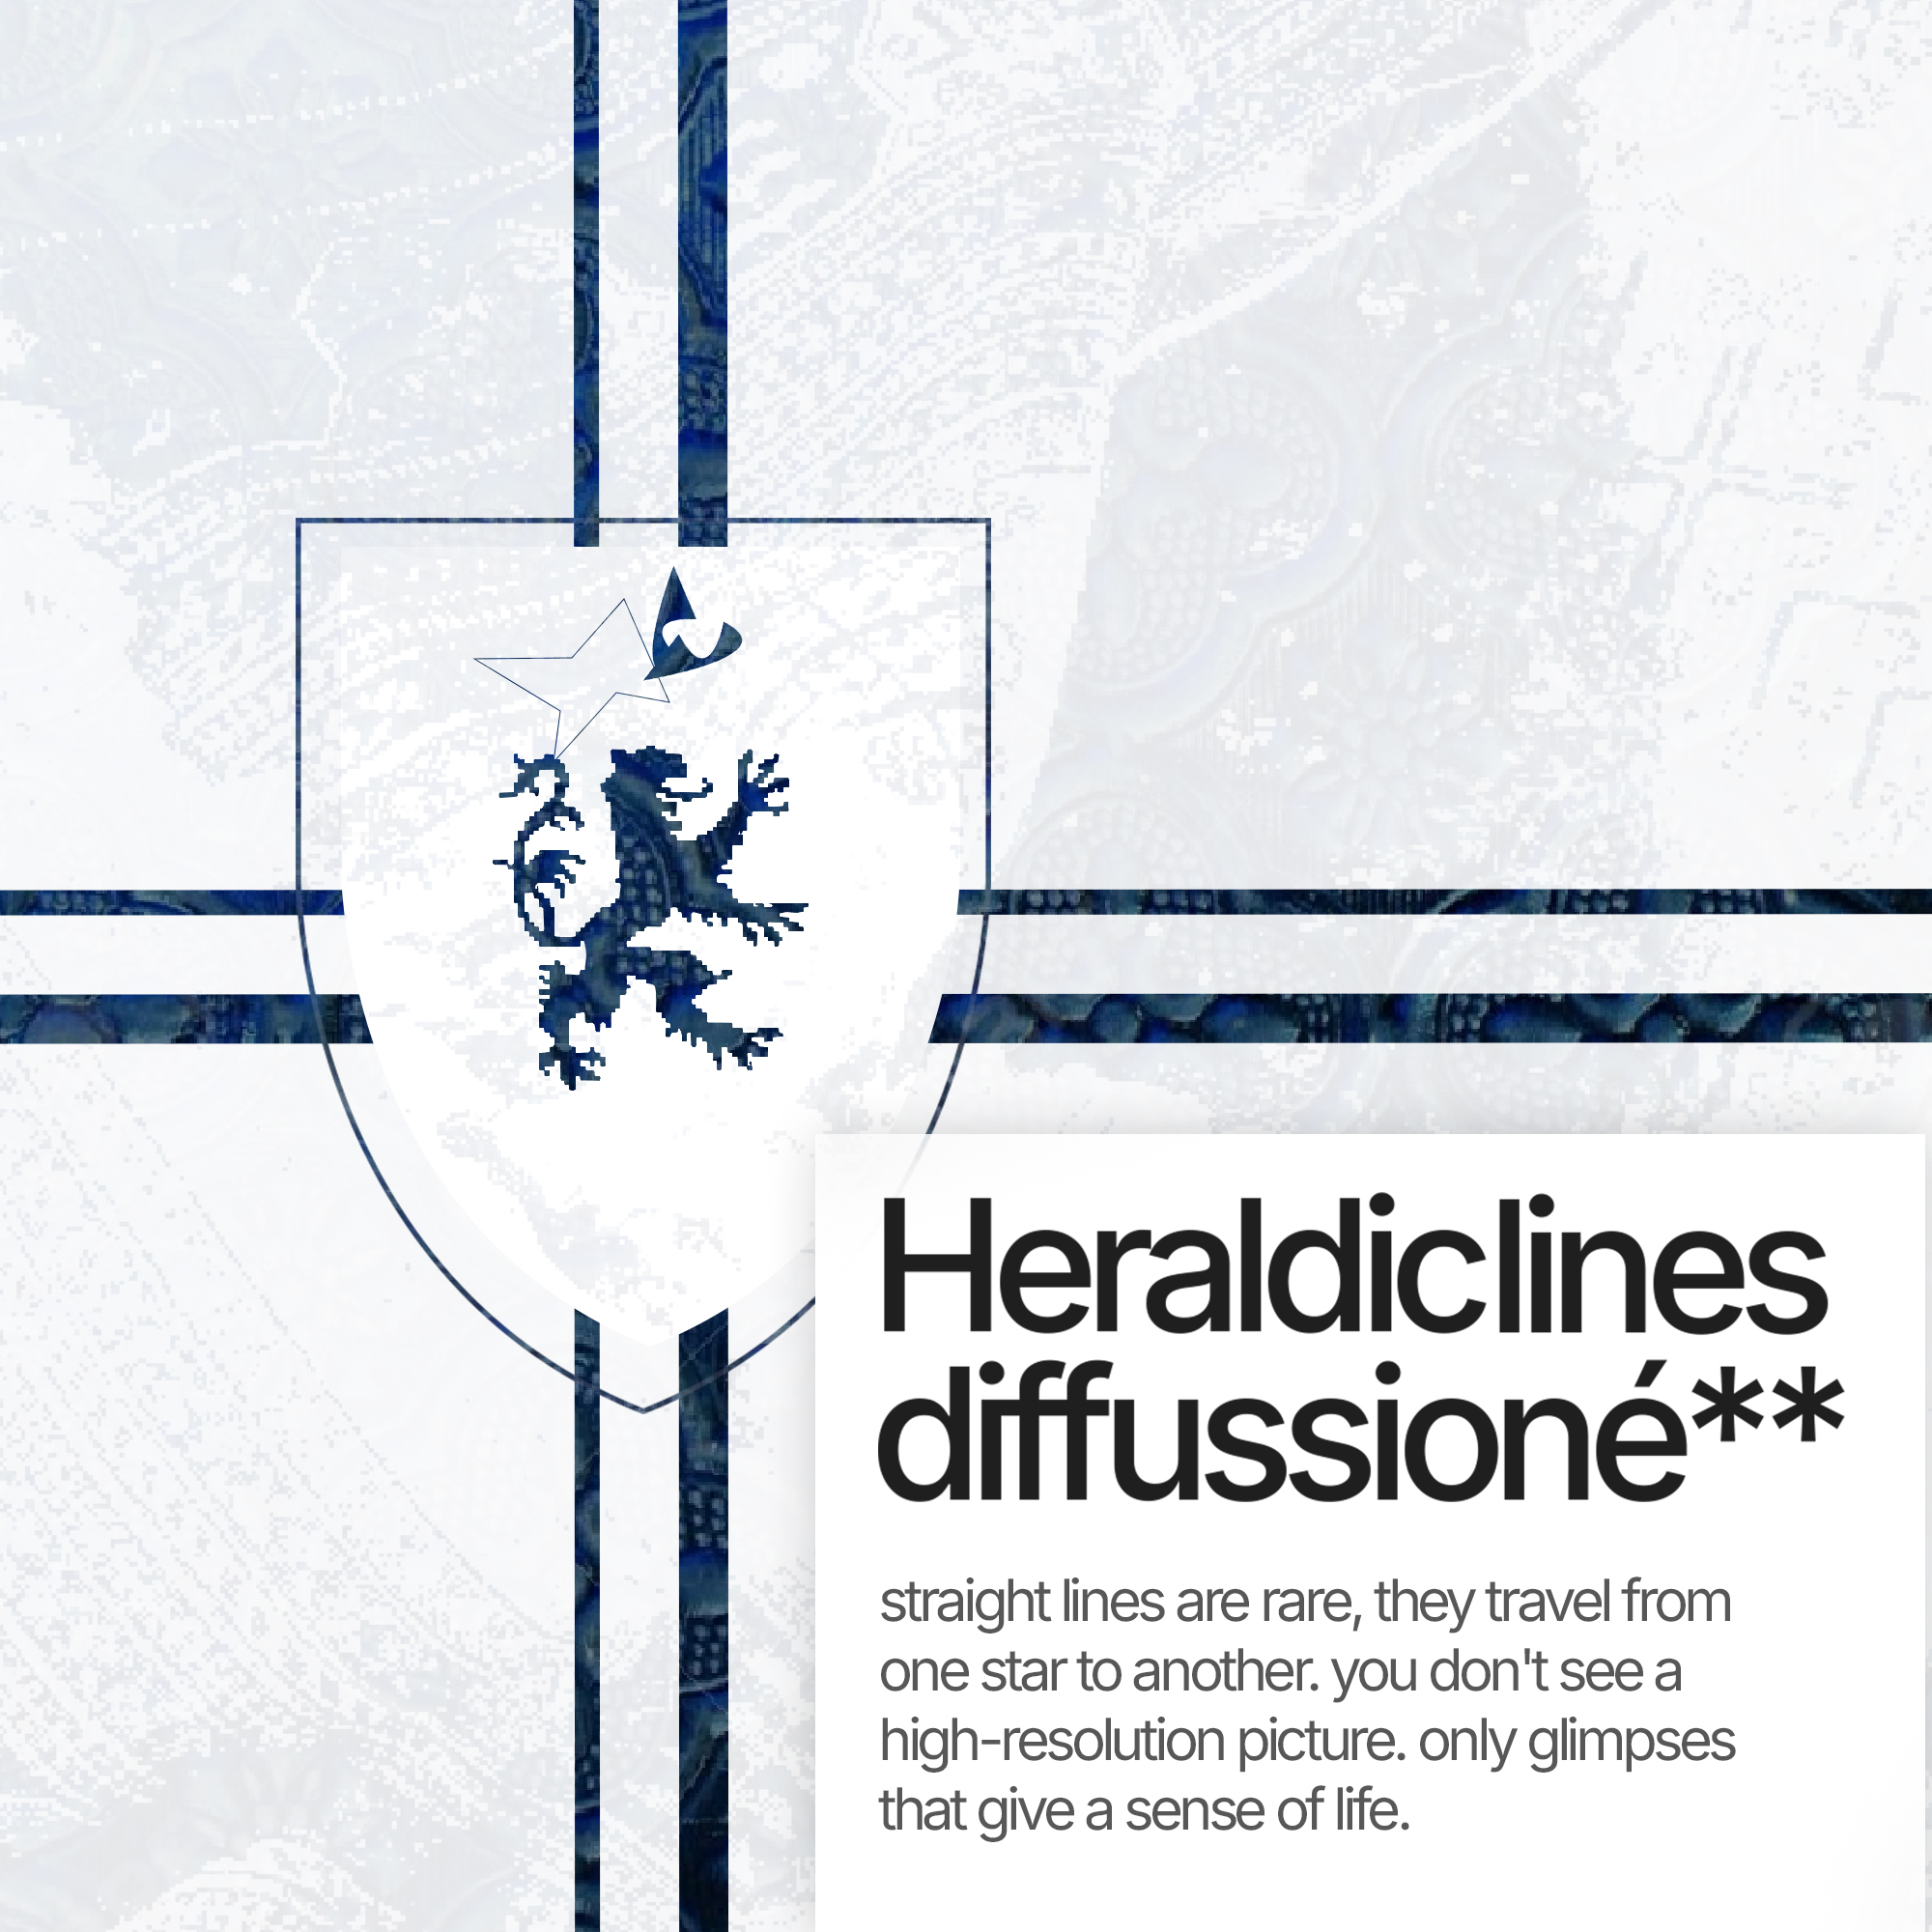 Heraldiclines
diffussioné**
straight lines are rare, they travel from
one star to another. you don't see a
high-resolution picture. only glimpses
that give a sense of life.